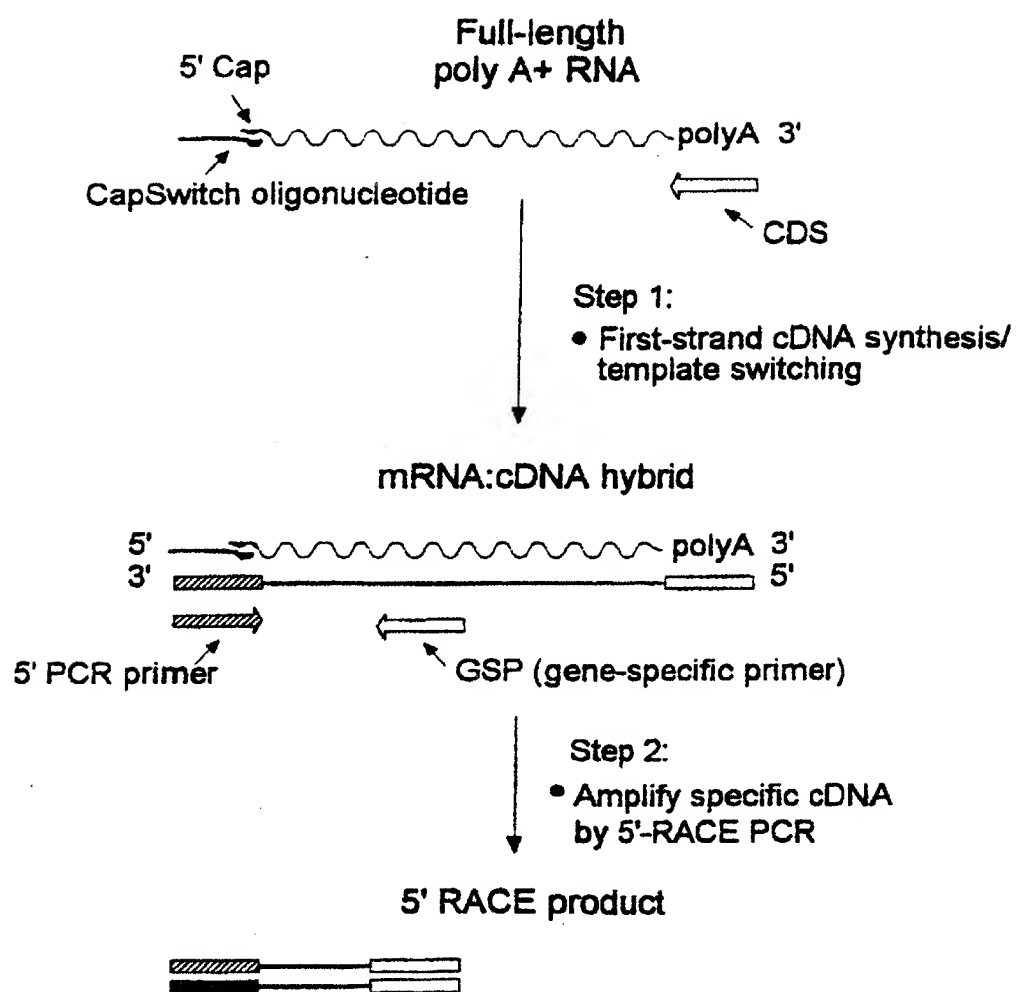 Full-length
poly A+ RNA
5' Cap
polyA 3'
CapSwitch oligonucleotide
CDS
Step 1:
• First-strand cDNA synthesis/
template switching
mRNA:cDNA hybrid
5' polyA 3'
3' 5'
5' PCR primer
GSP (gene-specific primer)
Step 2:
• Amplify specific cDNA
by 5'-RACE PCR
5' RACE product